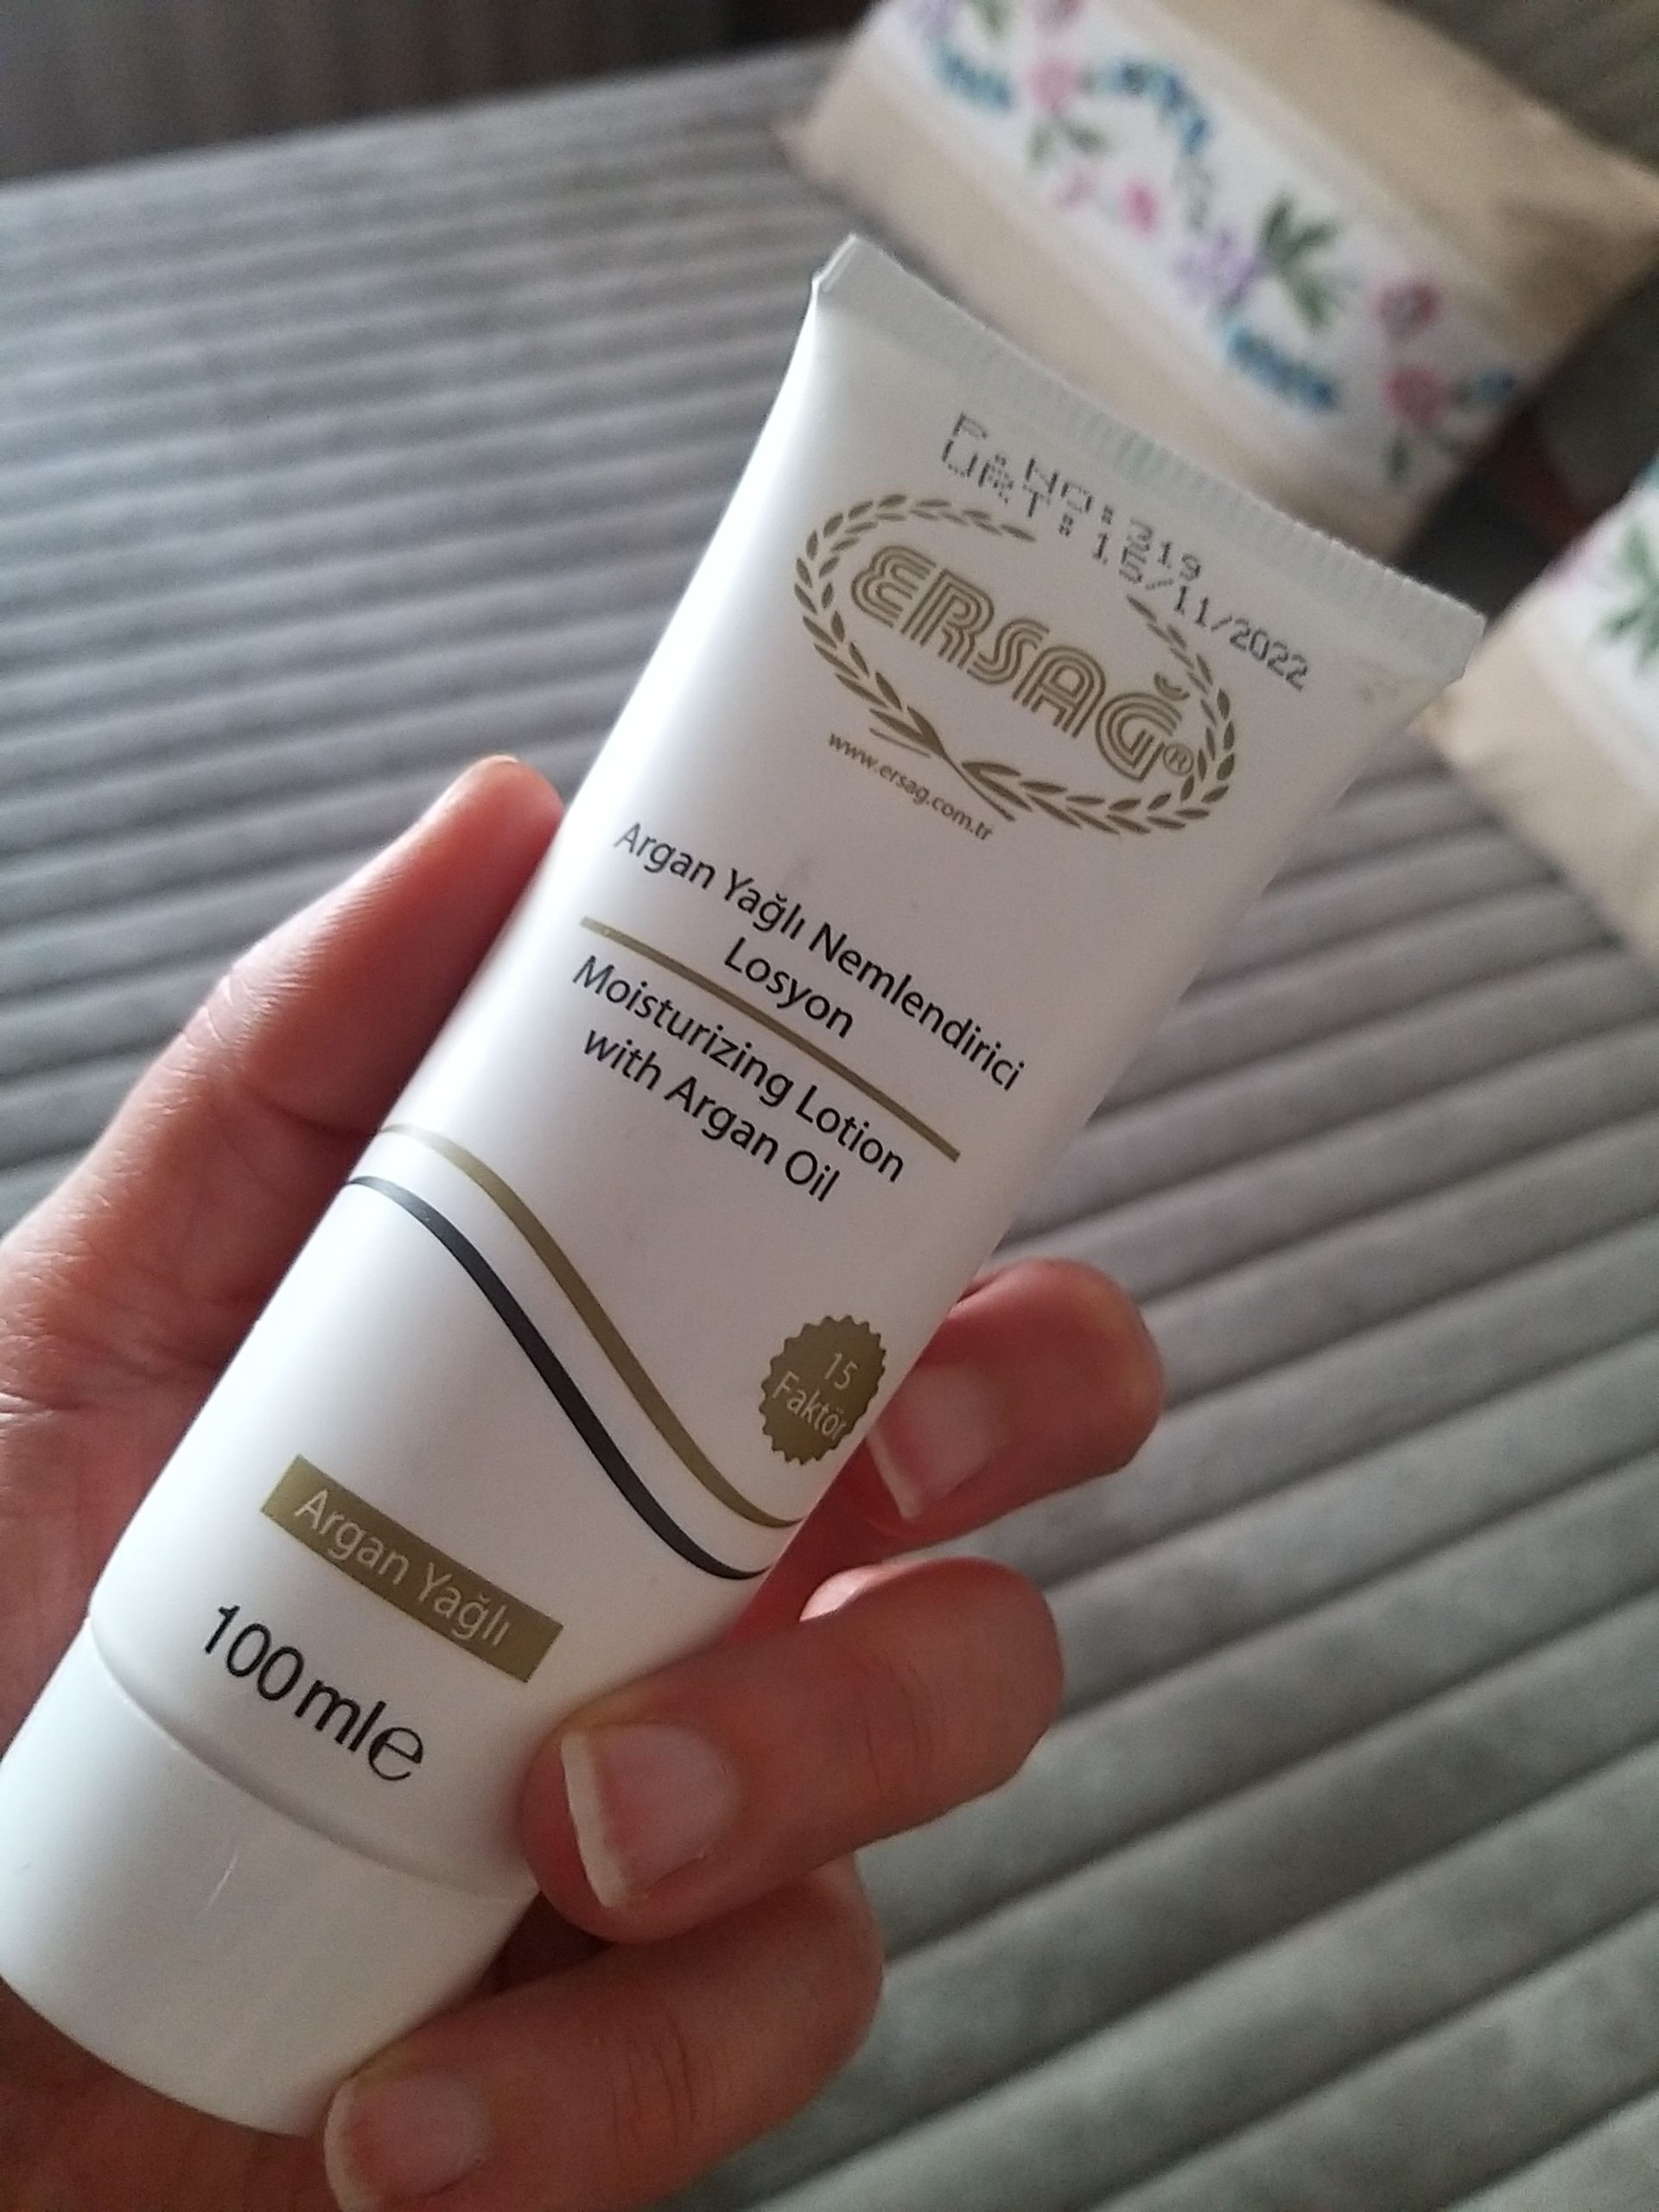 P.NO:319
URT:15/11/2022
ERSAĞ®
www.ersag.com.tr
Argan Yağlı Nemlendirici
Losyon
Moisturizing Lotion
with Argan Oil
15
Faktör
Argan Yağlı
100 ml e